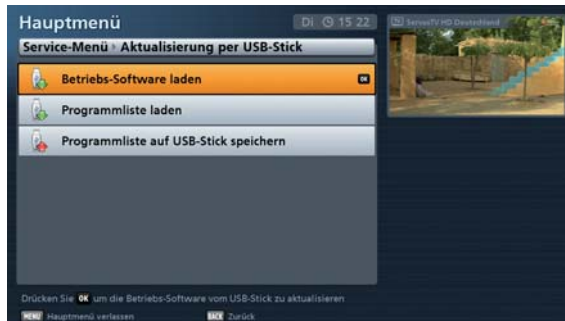 Hauptmenü
Di 15 22
ServusTV HD Deutschland
Service-Menü › Aktualisierung per USB-Stick
Betriebs-Software laden
OK
Programmliste laden
Programmliste auf USB-Stick speichern
Drücken Sie OK um die Betriebs-Software vom USB-Stick zu aktualisieren
MENU Hauptmenü verlassen
BACK Zurück